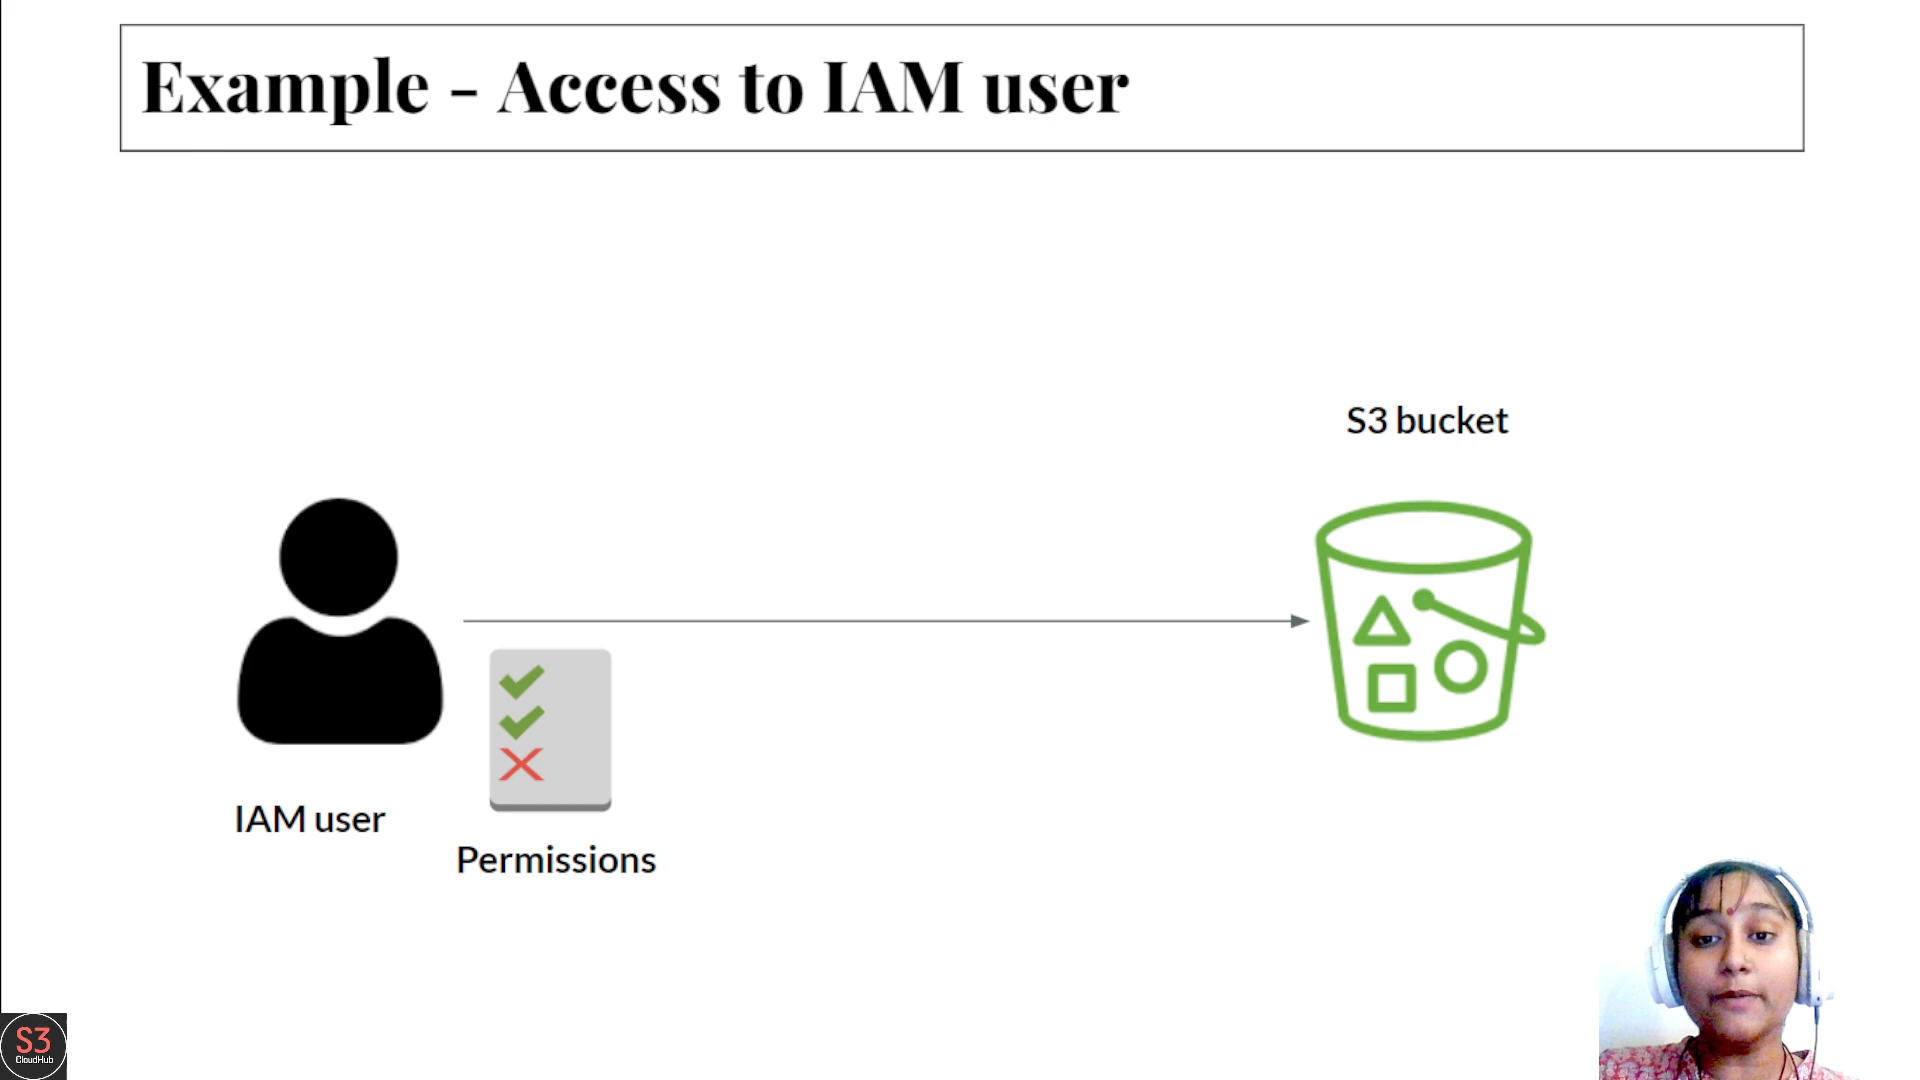 Example - Access to IAM user
S3 bucket
IAM user
Permissions
S3
CloudHub